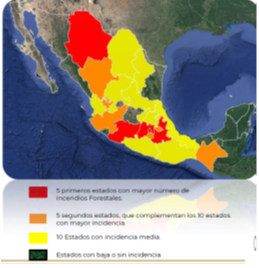 5 primeros estados con mayor número de
Incendios Forestales.
5 segundos estados, que complementan los 10 estados
con mayor incidencia.
10 Estados con incidencia media.
Estados con baja o sin incidencia